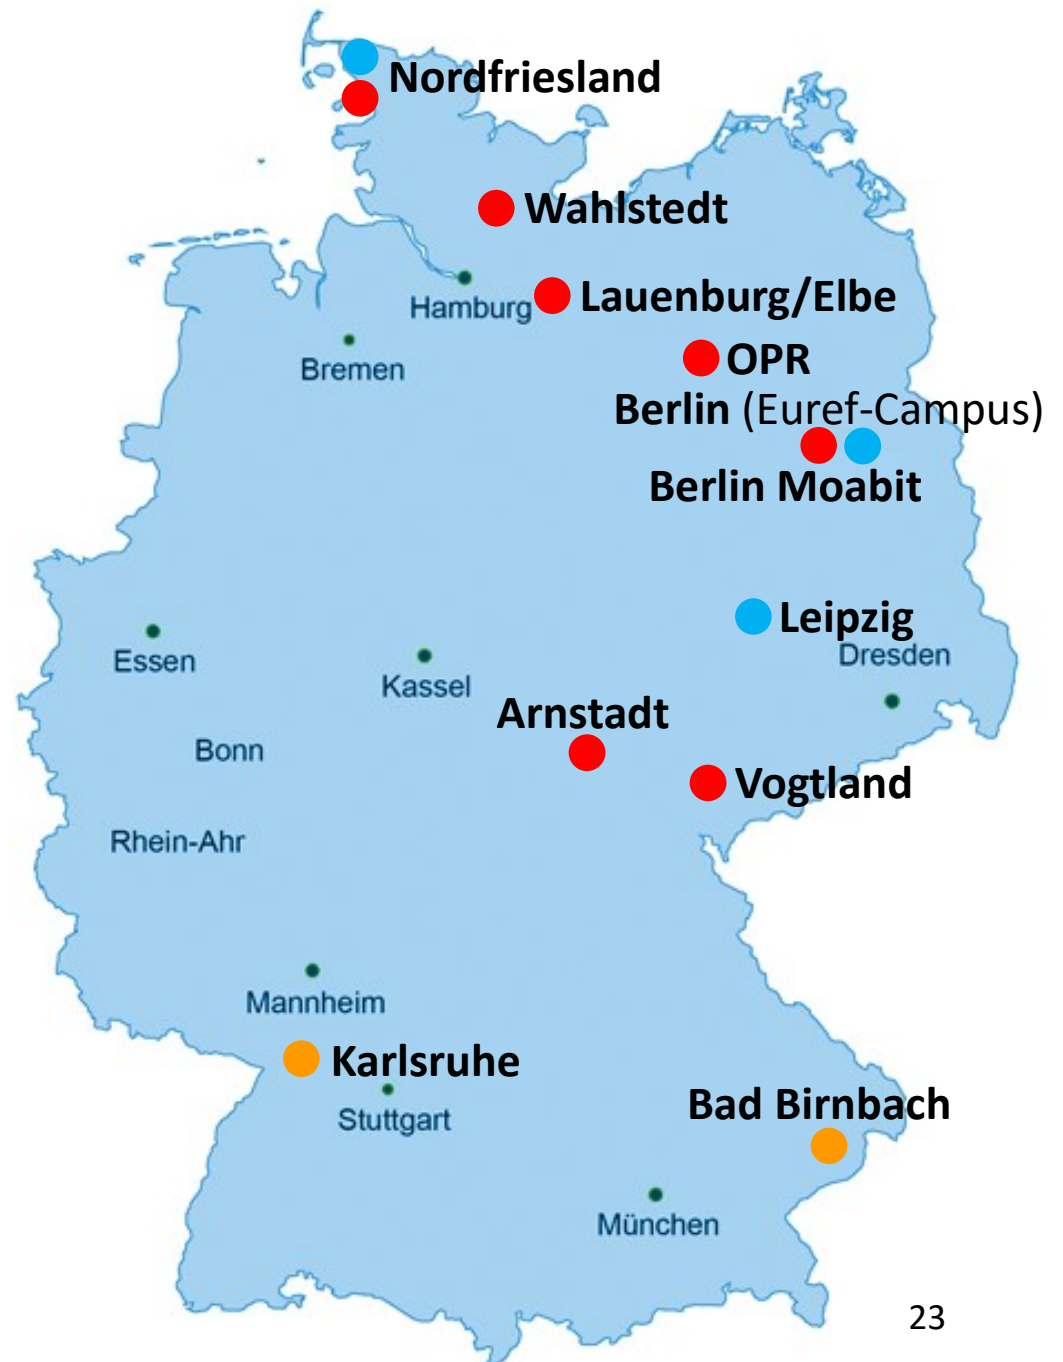 Nordfriesland
Wahlstedt
Hamburg
Lauenburg/Elbe
Bremen
OPR
Berlin (Euref-Campus)
Berlin Moabit
Leipzig
Essen
Dresden
Kassel
Arnstadt
Bonn
Vogtland
Rhein-Ahr
Mannheim
Karlsruhe
Stuttgart
Bad Birnbach
München
23